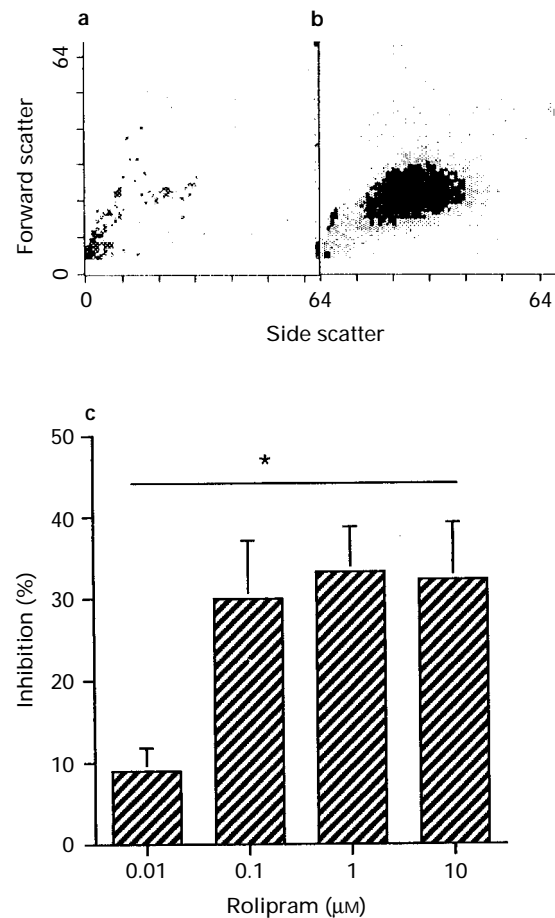 a b
Forward scatter
64
0
0 64 64
Side scatter
c
50
*
40
30
20
10
0
Inhibition (%)
0.01 0.1 1 10
Rolipram (µM)